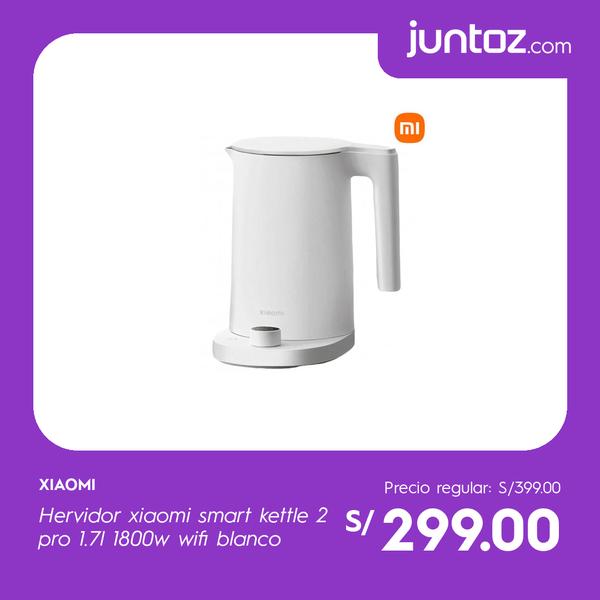 juntoz.com
mi
xiaomi
XIAOMI
Precio regular: S/399.00
Hervidor xiaomi smart kettle 2
pro 1.7l 1800w wifi blanco
S/ 299.00